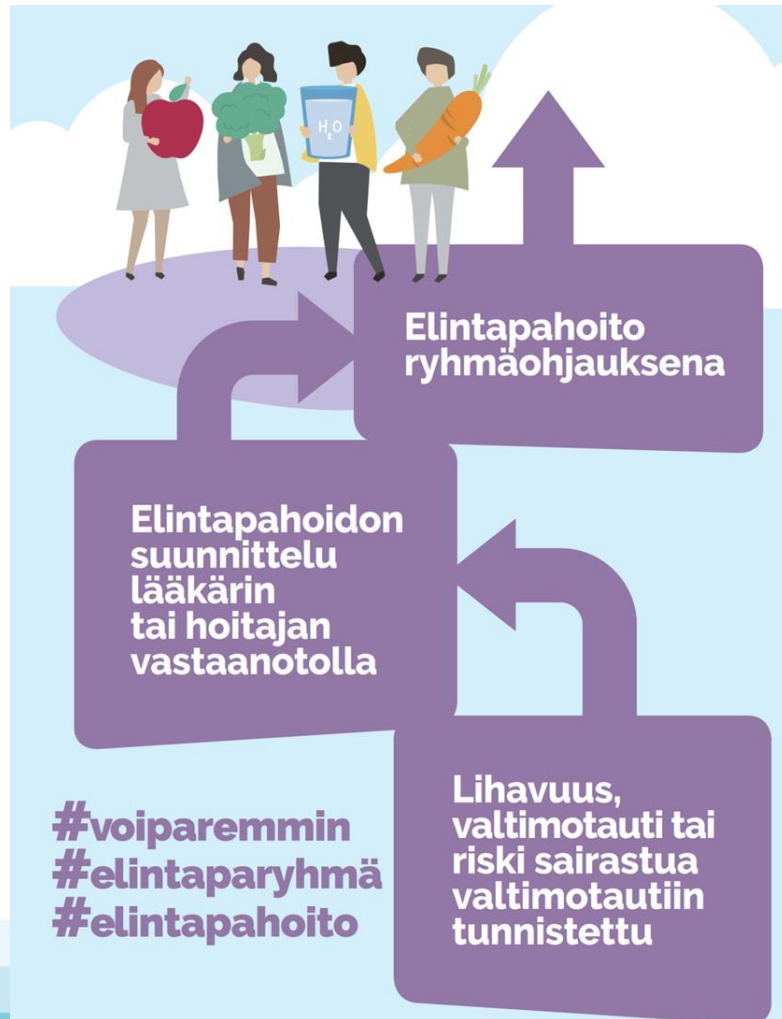 H₂O
Elintapahoito
ryhmäohjauksena
Elintapahoidon
suunnittelu
lääkärin
tai hoitajan
vastaanotolla
Lihavuus,
valtimotauti tai
riski sairastua
valtimotautiin
tunnistettu
#voiparemmin
#elintaparyhmä
#elintapahoito